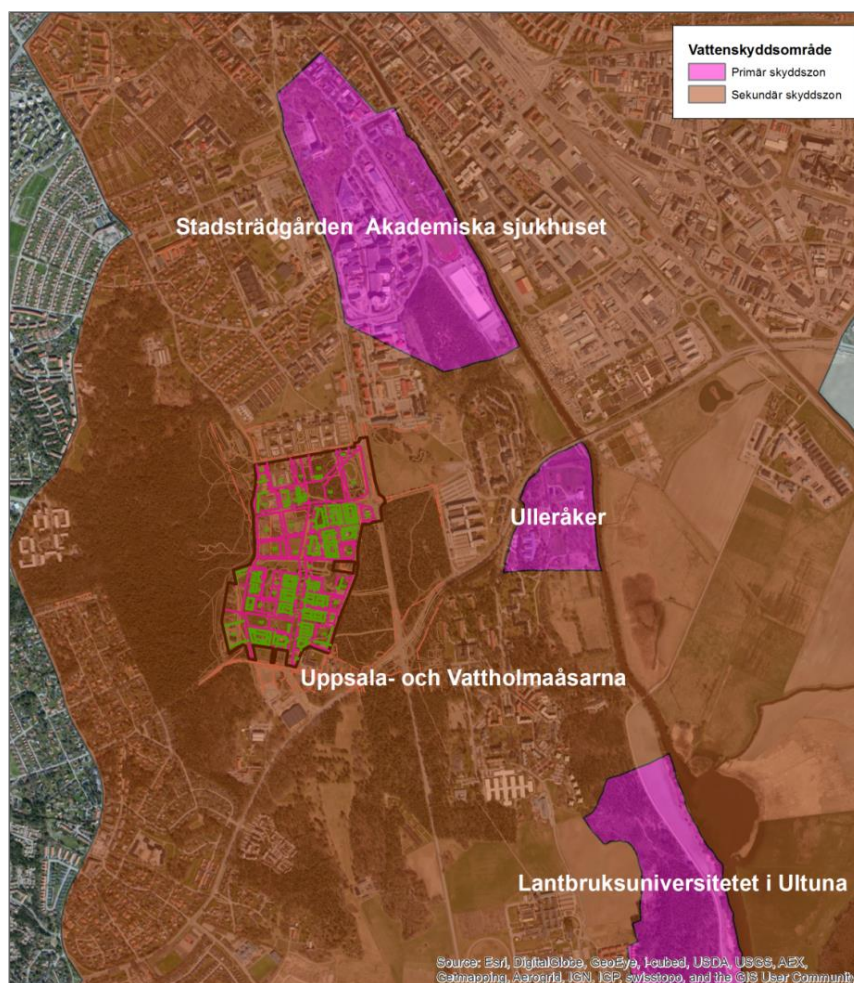 Vattenskyddsområde
Primär skyddszon
Sekundär skyddszon
Stadsträdgården Akademiska sjukhuset
Ulleråker
Uppsala- och Vattholmaåsarna
Lantbruksuniversitetet i Ultuna
Source: Esri, DigitalGlobe, GeoEye, i-cubed, USDA, USGS, AEX,
Getmapping, Aerogrid, IGN, IGP, swisstopo, and the GIS User Community